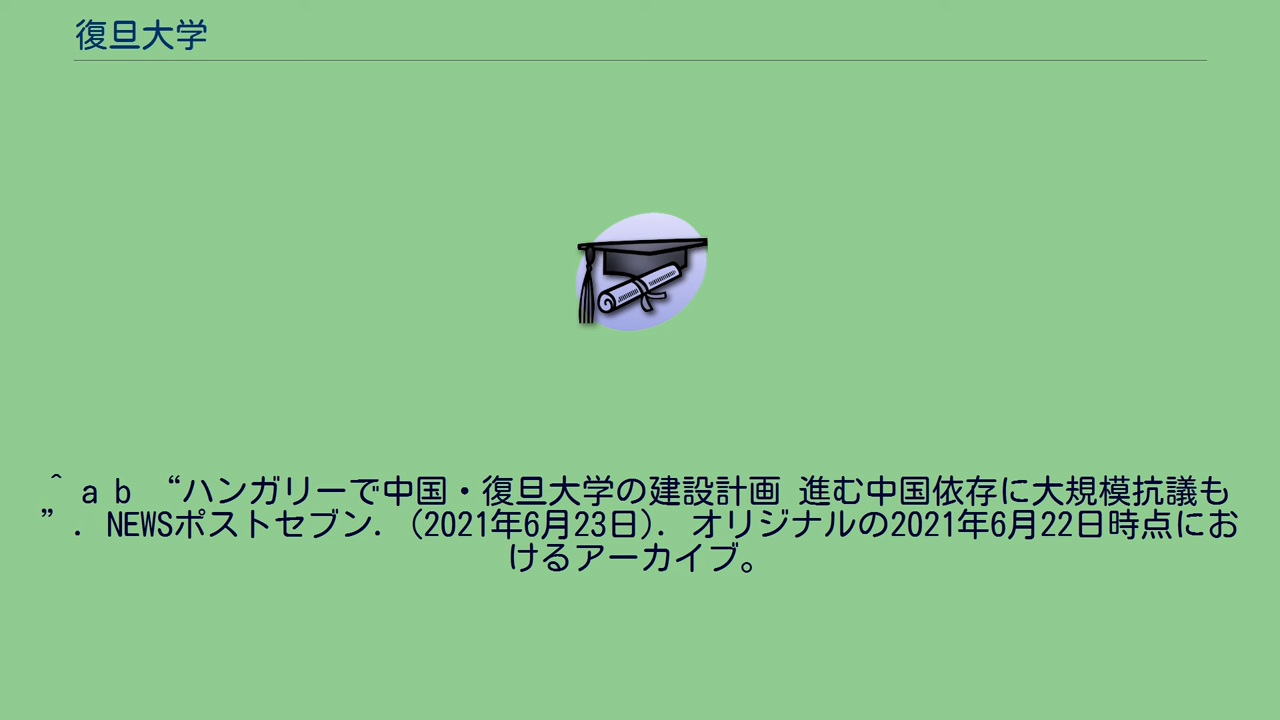 復旦大学
^ a b “ハンガリーで中国・復旦大学の建設計画 進む中国依存に大規模抗議も
”. NEWSポストセブン. (2021年6月23日). オリジナルの2021年6月22日時点にお
けるアーカイブ。